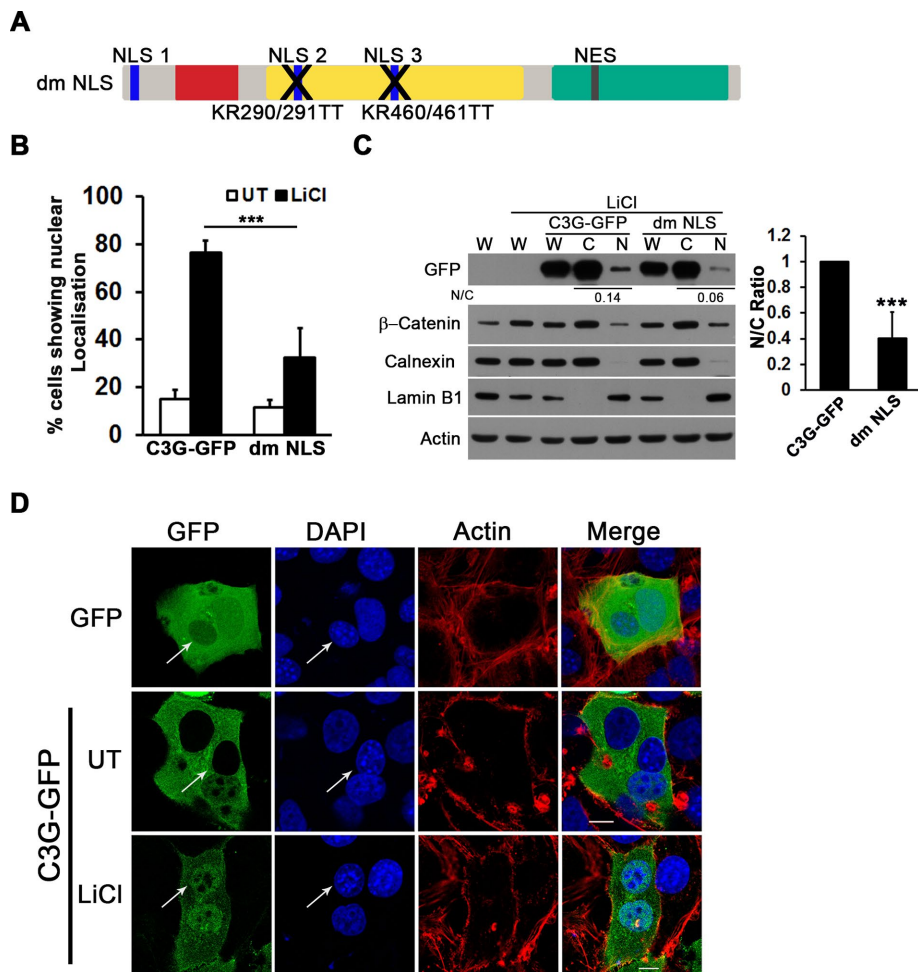 A
NLS 1 NLS 2 NLS 3 NES
dm NLS
KR290/291TT KR460/461TT
B
UT LiCl
***
% cells showing nuclear
Localisation
100
80
60
40
20
0
C3G-GFP dm NLS
C
LiCl
C3G-GFP dm NLS
W W W C N W C N
GFP
N/C 0.14 0.06
β–Catenin
Calnexin
Lamin B1
Actin
N/C Ratio
1.2
1
0.8
0.6
0.4
0.2
0
***
C3G-GFP
dm NLS
D
GFP DAPI Actin Merge
GFP
C3G-GFP
UT
LiCl